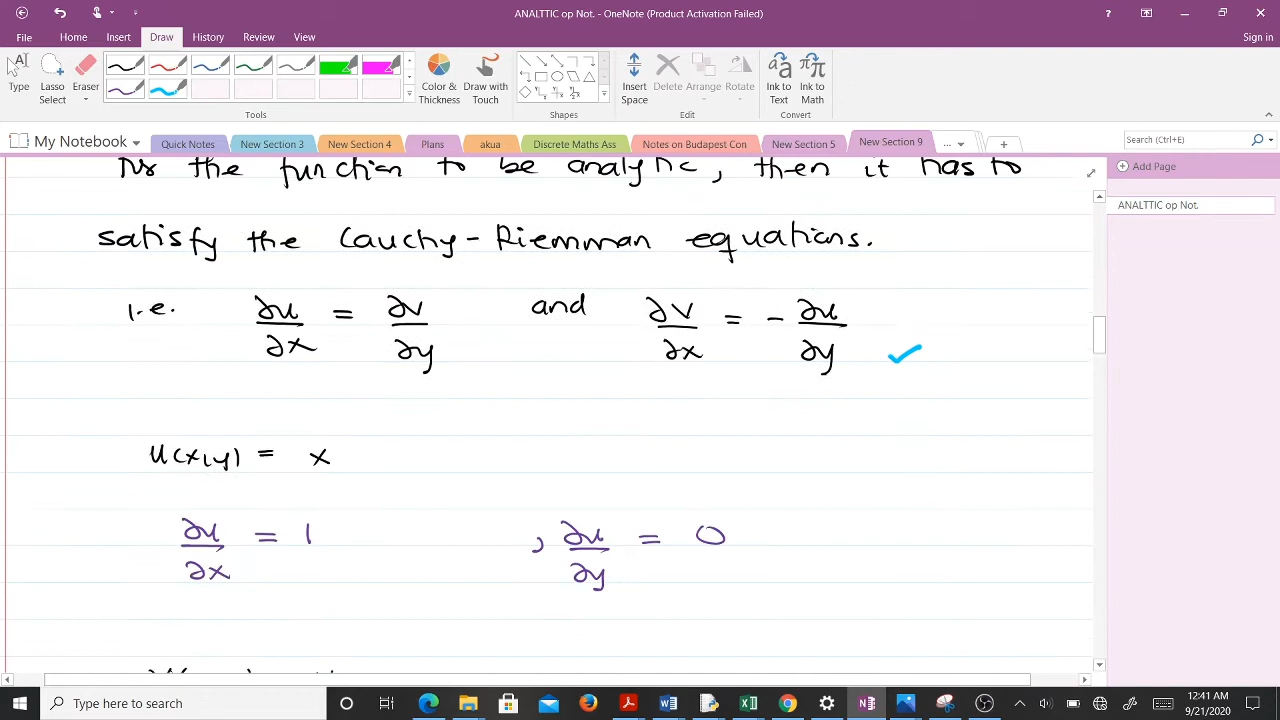 ANALTTIC op Not. - OneNote (Product Activation Failed)
File Home Insert Draw History Review View Sign in
Type Lasso Select Eraser Color & Thickness Draw with Touch Insert Space Delete Arrange Rotate Ink to Text Ink to Math
Tools Shapes Edit Convert
My Notebook Quick Notes New Section 3 New Section 4 Plans akua Discrete Maths Ass Notes on Budapest Con New Section 5 New Section 9 ... Search (Ctrl+E)
Add Page
ANALTTIC op Not.
the function to be analytic, then it has to
satisfy the Cauchy-Riemman equations.
i.e. ∂u/∂x = ∂v/∂y and ∂v/∂x = - ∂u/∂y ✓
u(x,y) = x
∂u/∂x = 1 , ∂u/∂y = 0
Type here to search
12:41 AM
9/21/2020